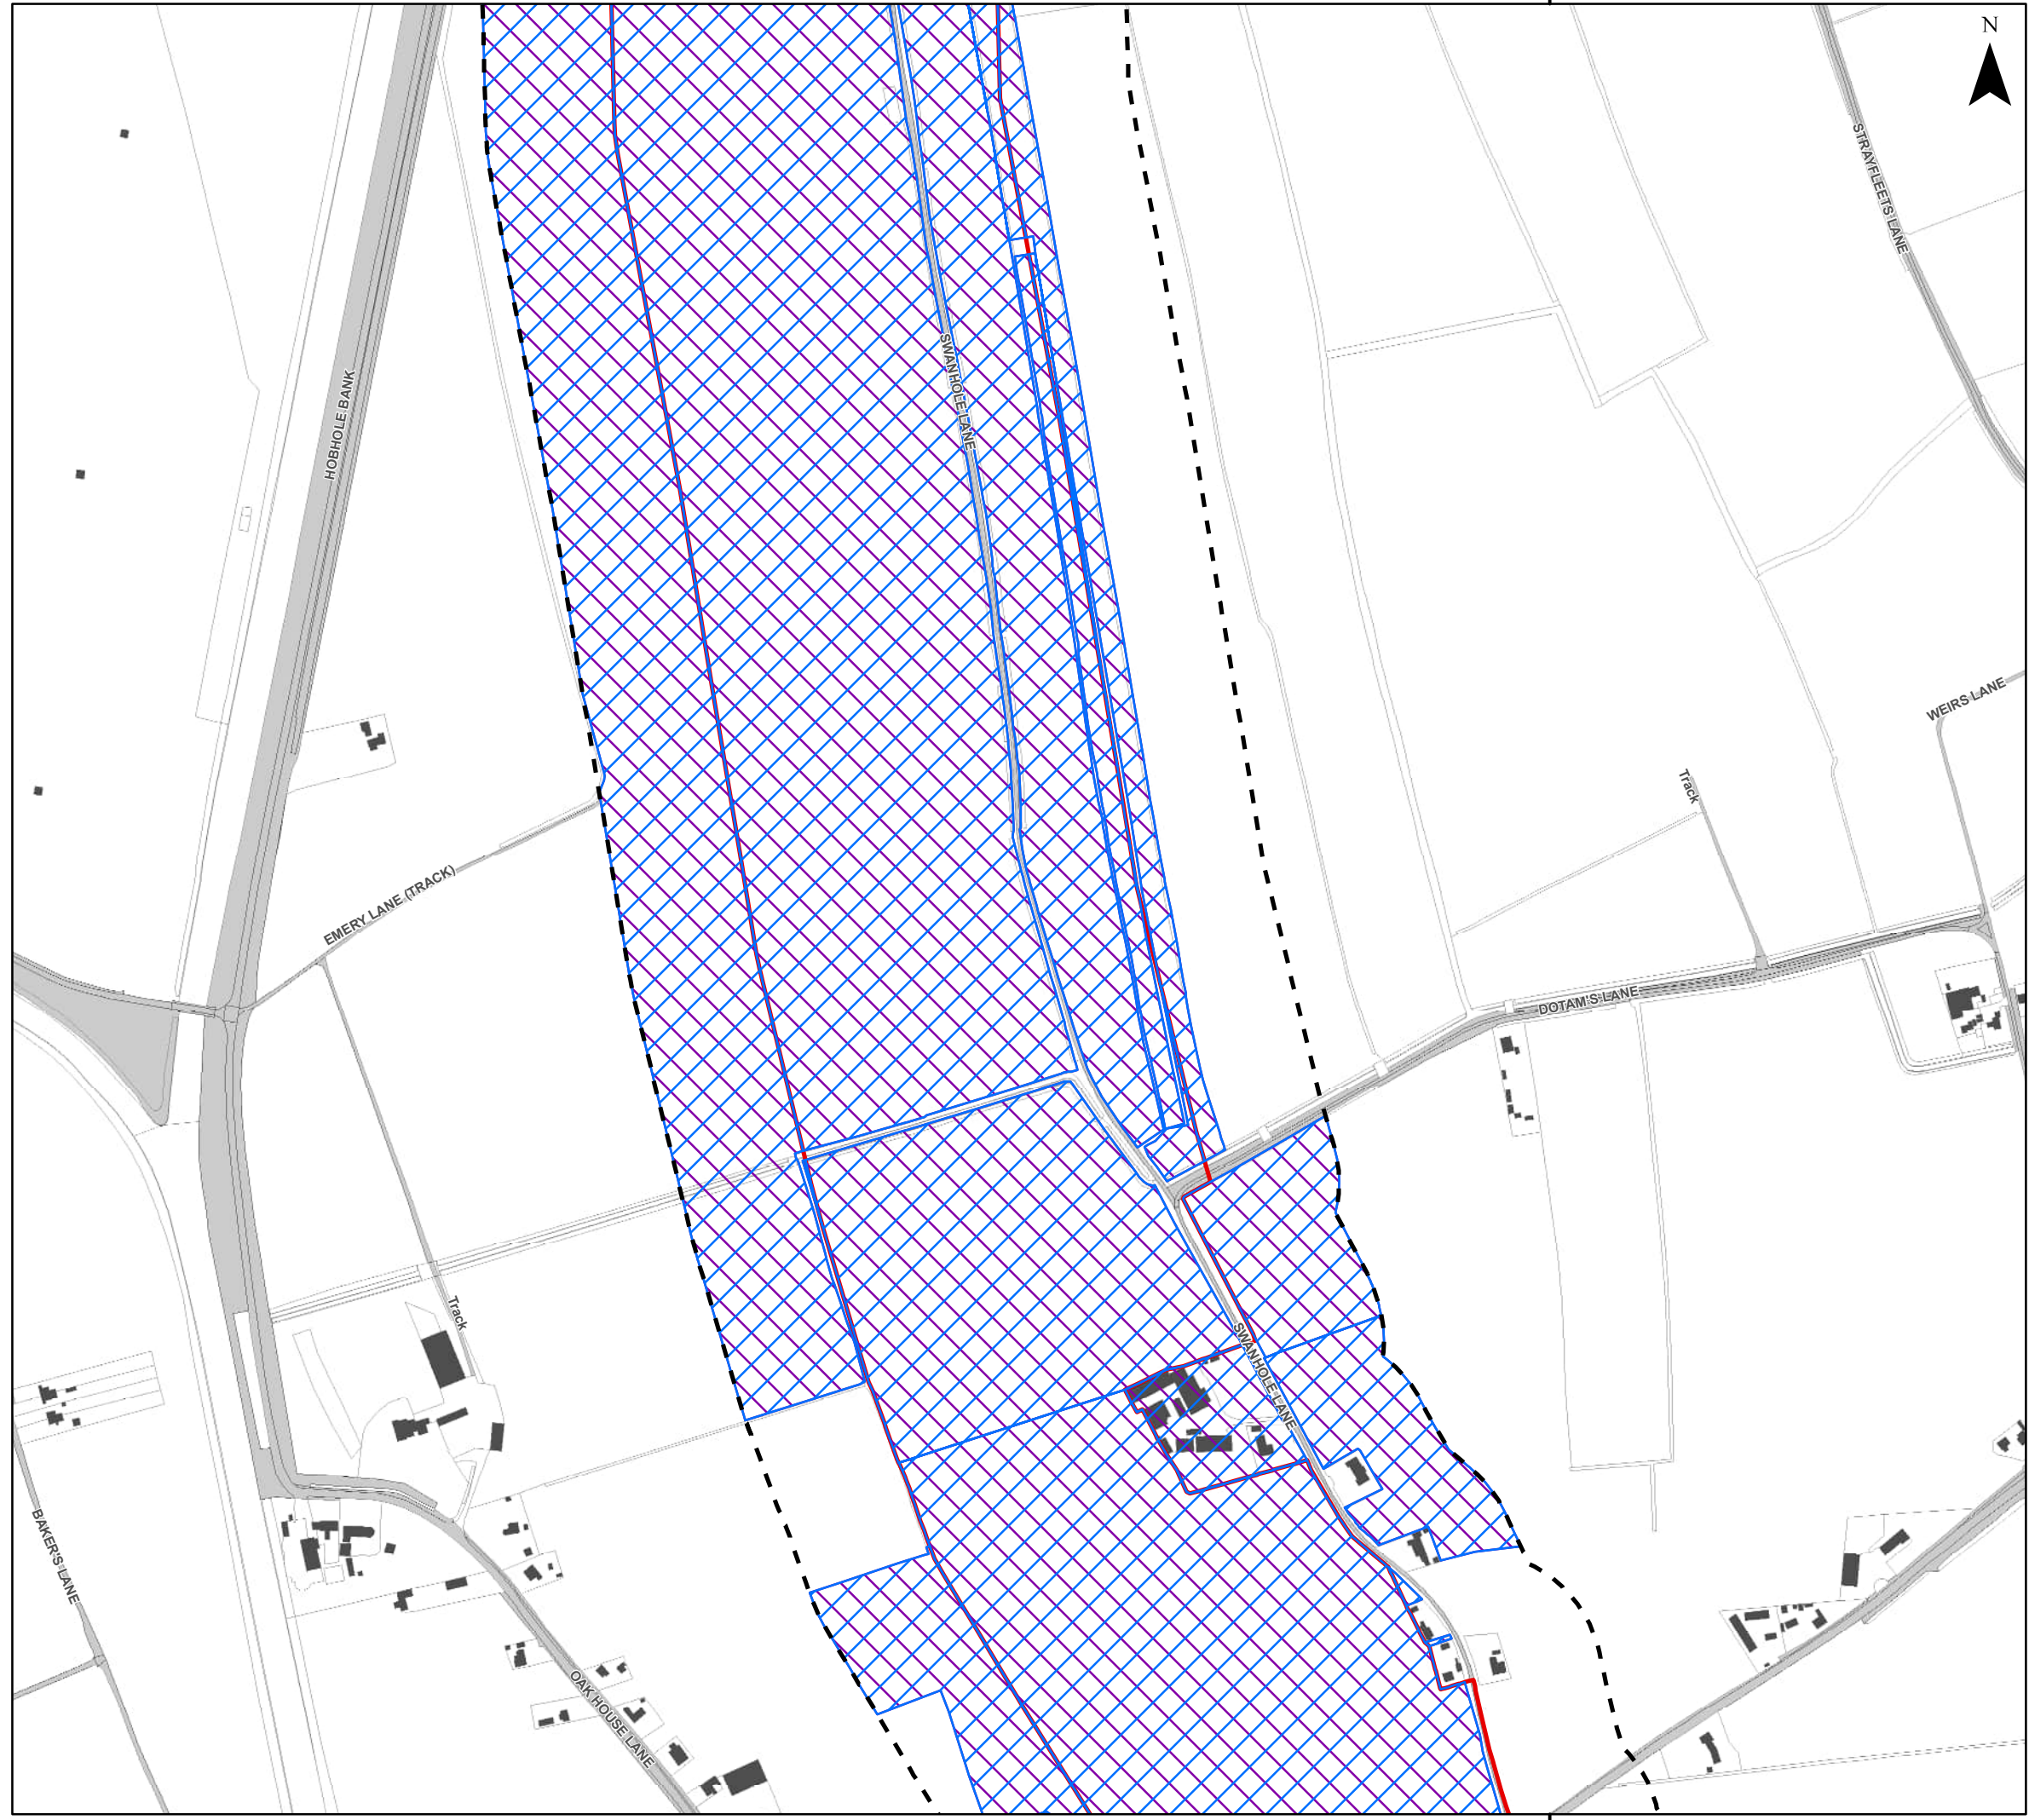 N
STRAYFLEETS LANE
HOBHOLE BANK
SWANHOLE LANE
WEIRS LANE
Track
EMERY LANE (TRACK)
DOTAM'S LANE
Track
SWANHOLE LANE
BAKER'S LANE
OAK HOUSE LANE